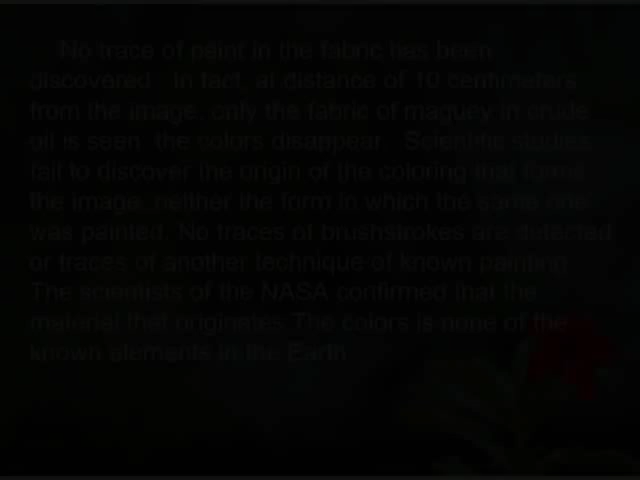 No trace of paint in the fabric has been
discovered. In fact, at distance of 10 centimeters
from the image, only the fabric of maguey in crude
oil is seen: the colors disappear. Scientific studies
fail to discover the origin of the coloring that forms
the image, neither the form in which the same one
was painted. No traces of brushstrokes are detected
or traces of another technique of known painting.
The scientists of the NASA confirmed that the
material that originates The colors is none of the
known elements in the Earth